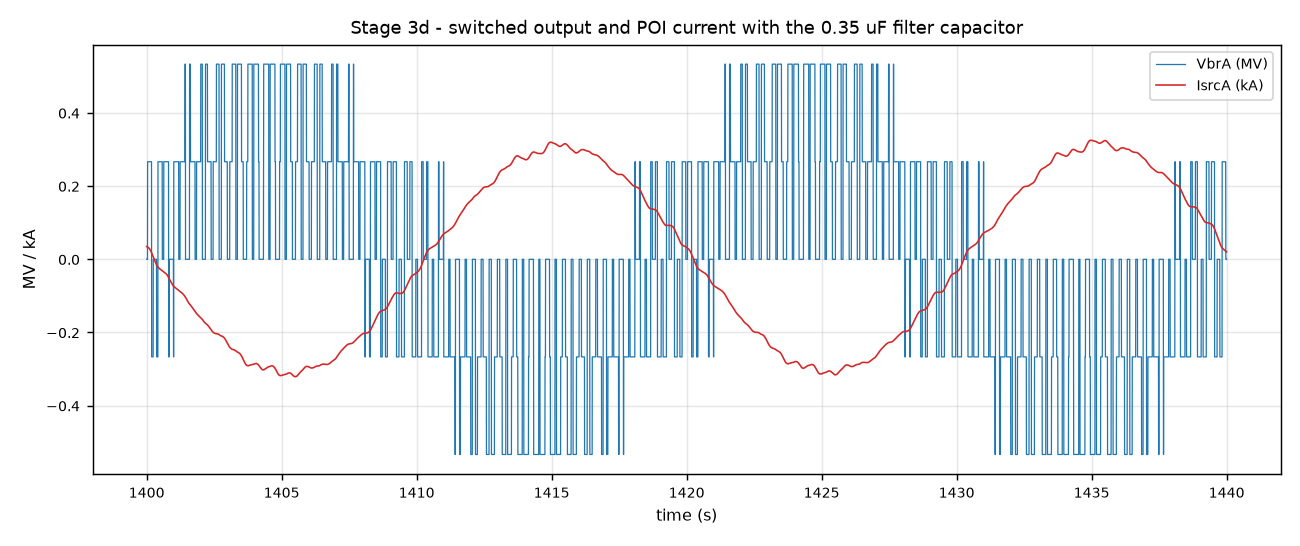 Stage 3d - switched output and POI current with the 0.35 uF filter capacitor
VbrA (MV)
IsrcA (kA)
MV / kA
0.4
0.2
0.0
−0.2
−0.4
1400 1405 1410 1415 1420 1425 1430 1435 1440
time (s)